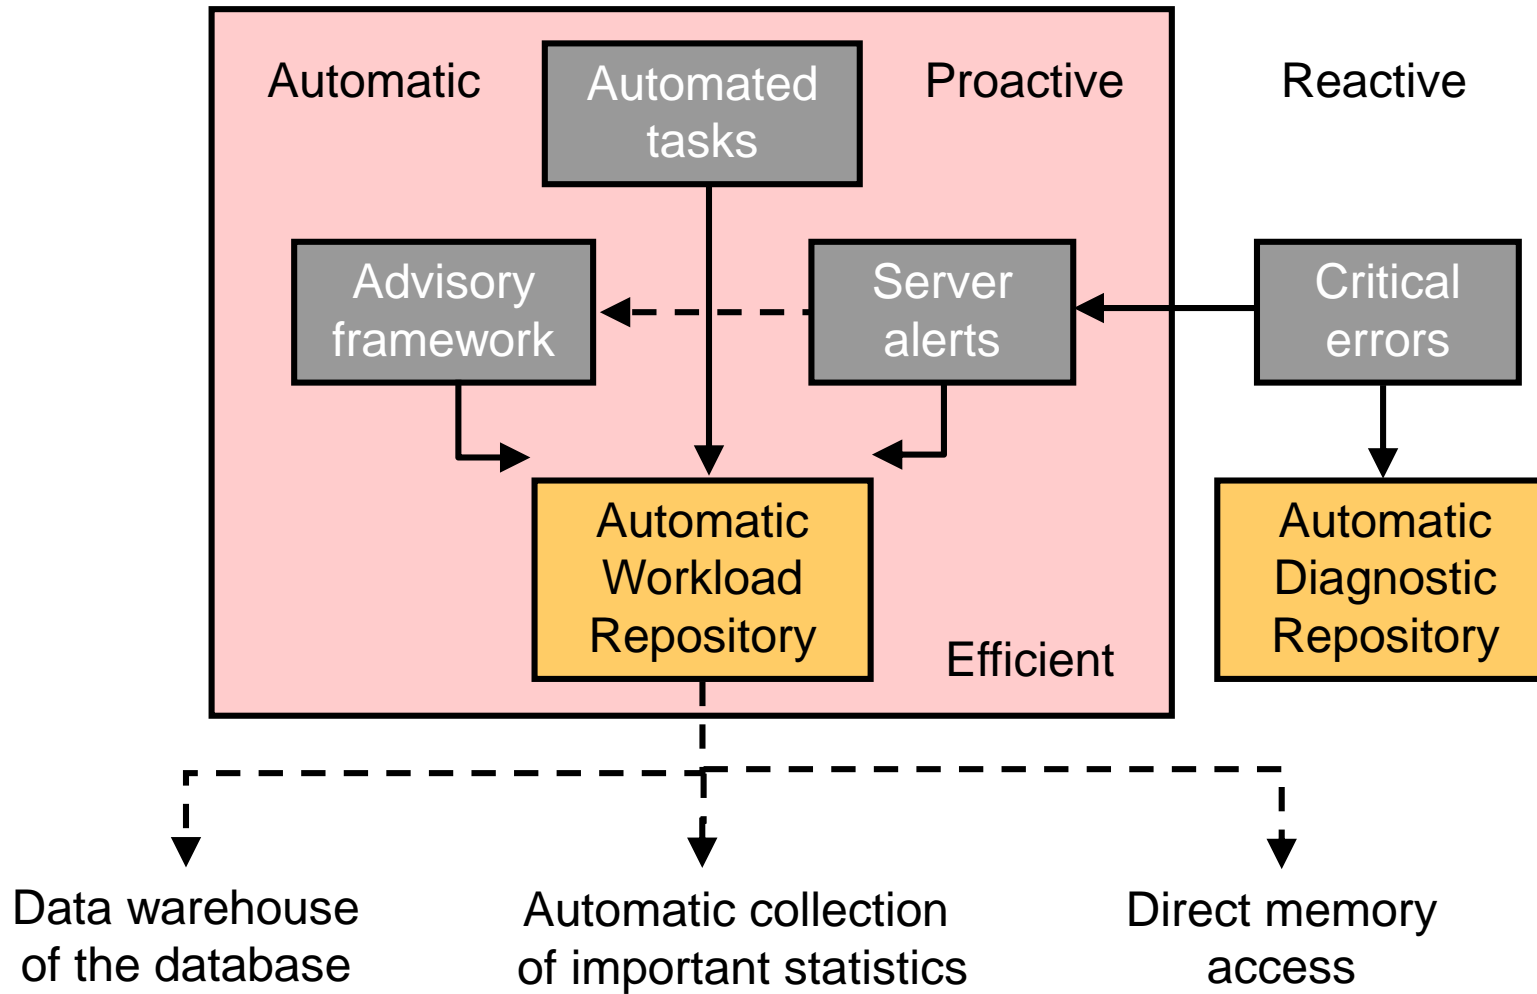 Automatic
Automated
tasks
Proactive
Reactive
Advisory
framework
Server
alerts
Critical
errors
Automatic
Workload
Repository
Efficient
Automatic
Diagnostic
Repository
Data warehouse
of the database
Automatic collection
of important statistics
Direct memory
access